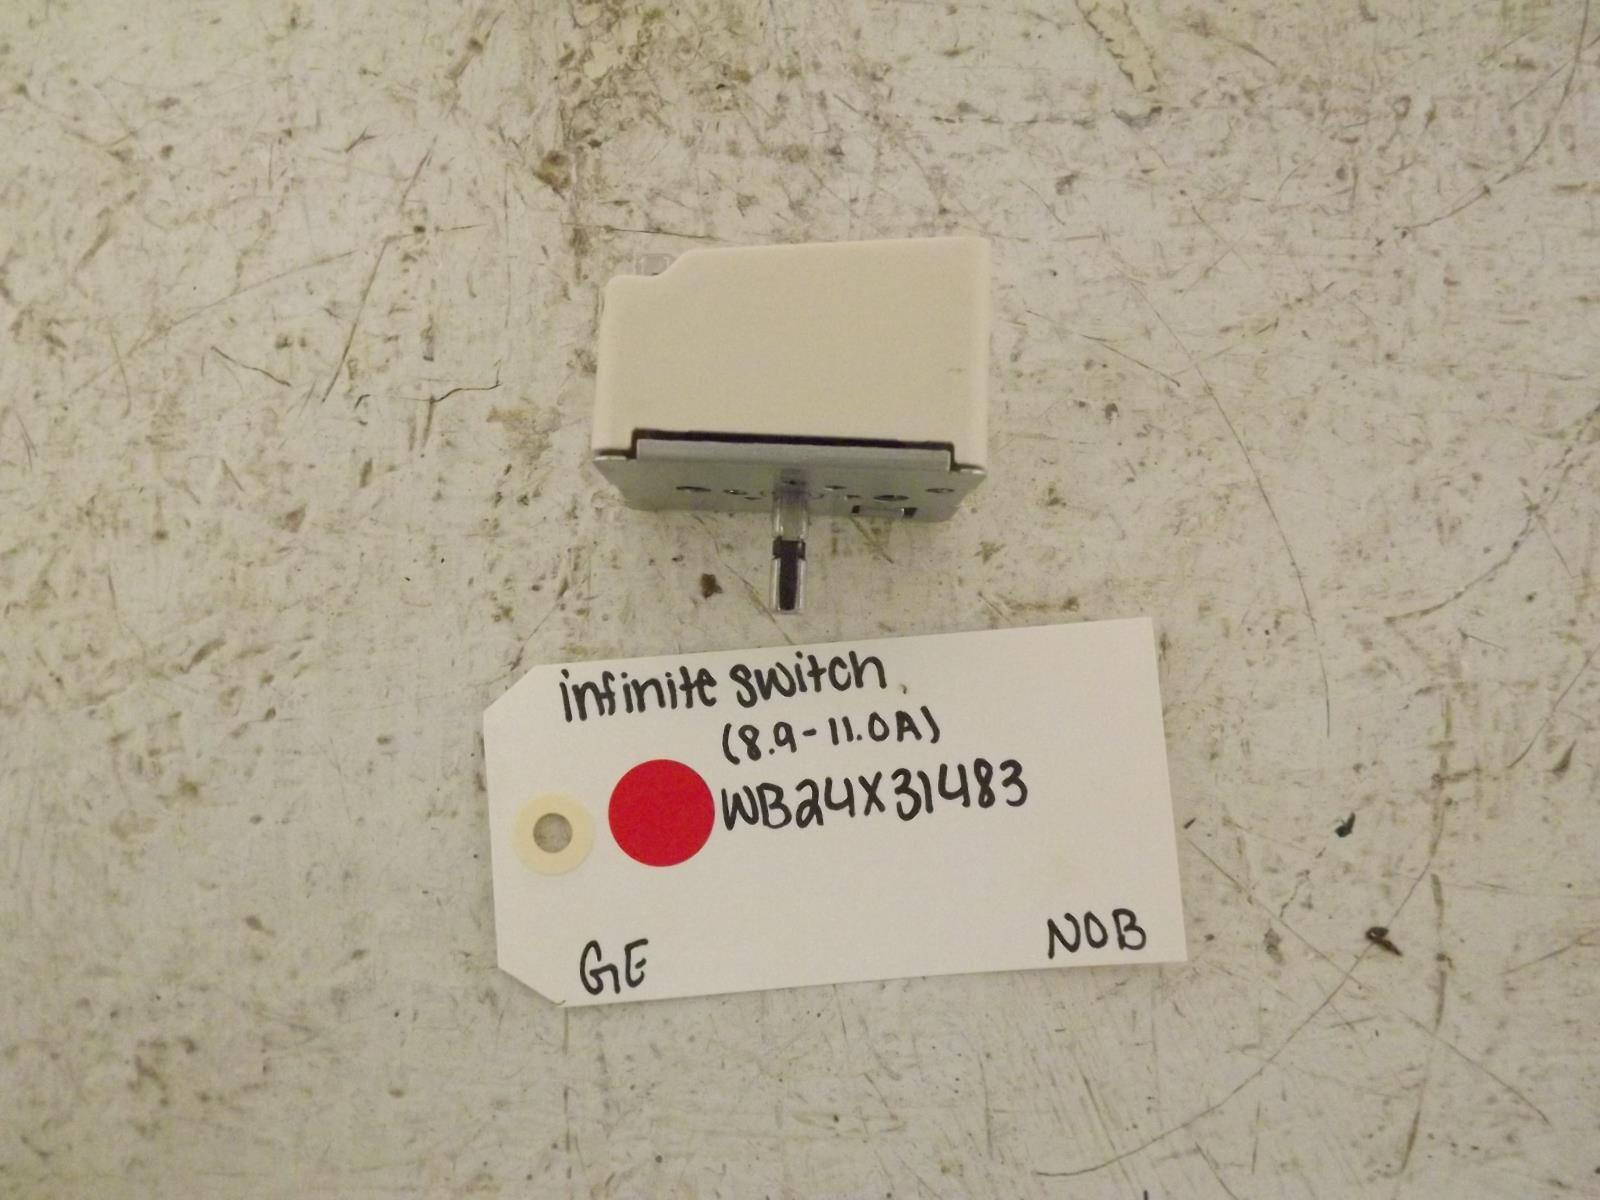 infinite switch
(8.9-11.0A)
WB24X31483
GE
NOB